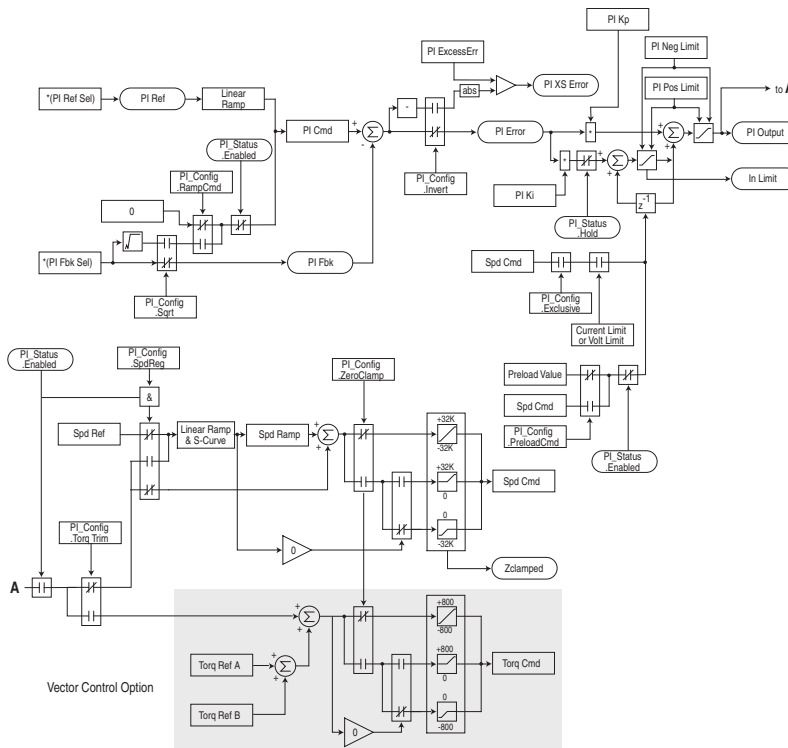 PI Kp
PI ExcessErr
PI Neg Limit
abs
PI XS Error
PI Pos Limit
*(PI Ref Sel)
PI Ref
Linear
Ramp
to A
PI Cmd
+
-
Σ
-
PI Error
*
+
+
Σ
PI Output
PI_Status
.Enabled
PI_Config
.RampCmd
PI_Config
.Invert
*
+
+
Σ
In Limit
PI Ki
0
PI_Status
.Hold
z-1
*(PI Fbk Sel)
PI Fbk
Spd Cmd
PI_Config
.Sqrt
PI_Config
.Exclusive
Current Limit
or Volt Limit
PI_Status
.Enabled
PI_Config
.SpdReg
PI_Config
.ZeroClamp
Preload Value
&
Spd Cmd
Spd Ref
Linear Ramp
& S-Curve
Spd Ramp
+
+
Σ
+32K
-32K
PI_Config
.PreloadCmd
PI_Status
.Enabled
+32K
0
Spd Cmd
PI_Config
.Torq Trim
0
0
-32K
Zclamped
A
+
+
Σ
+800
-800
Torq Ref A
+
+
Σ
+800
0
Torq Cmd
Vector Control Option
Torq Ref B
0
0
-800